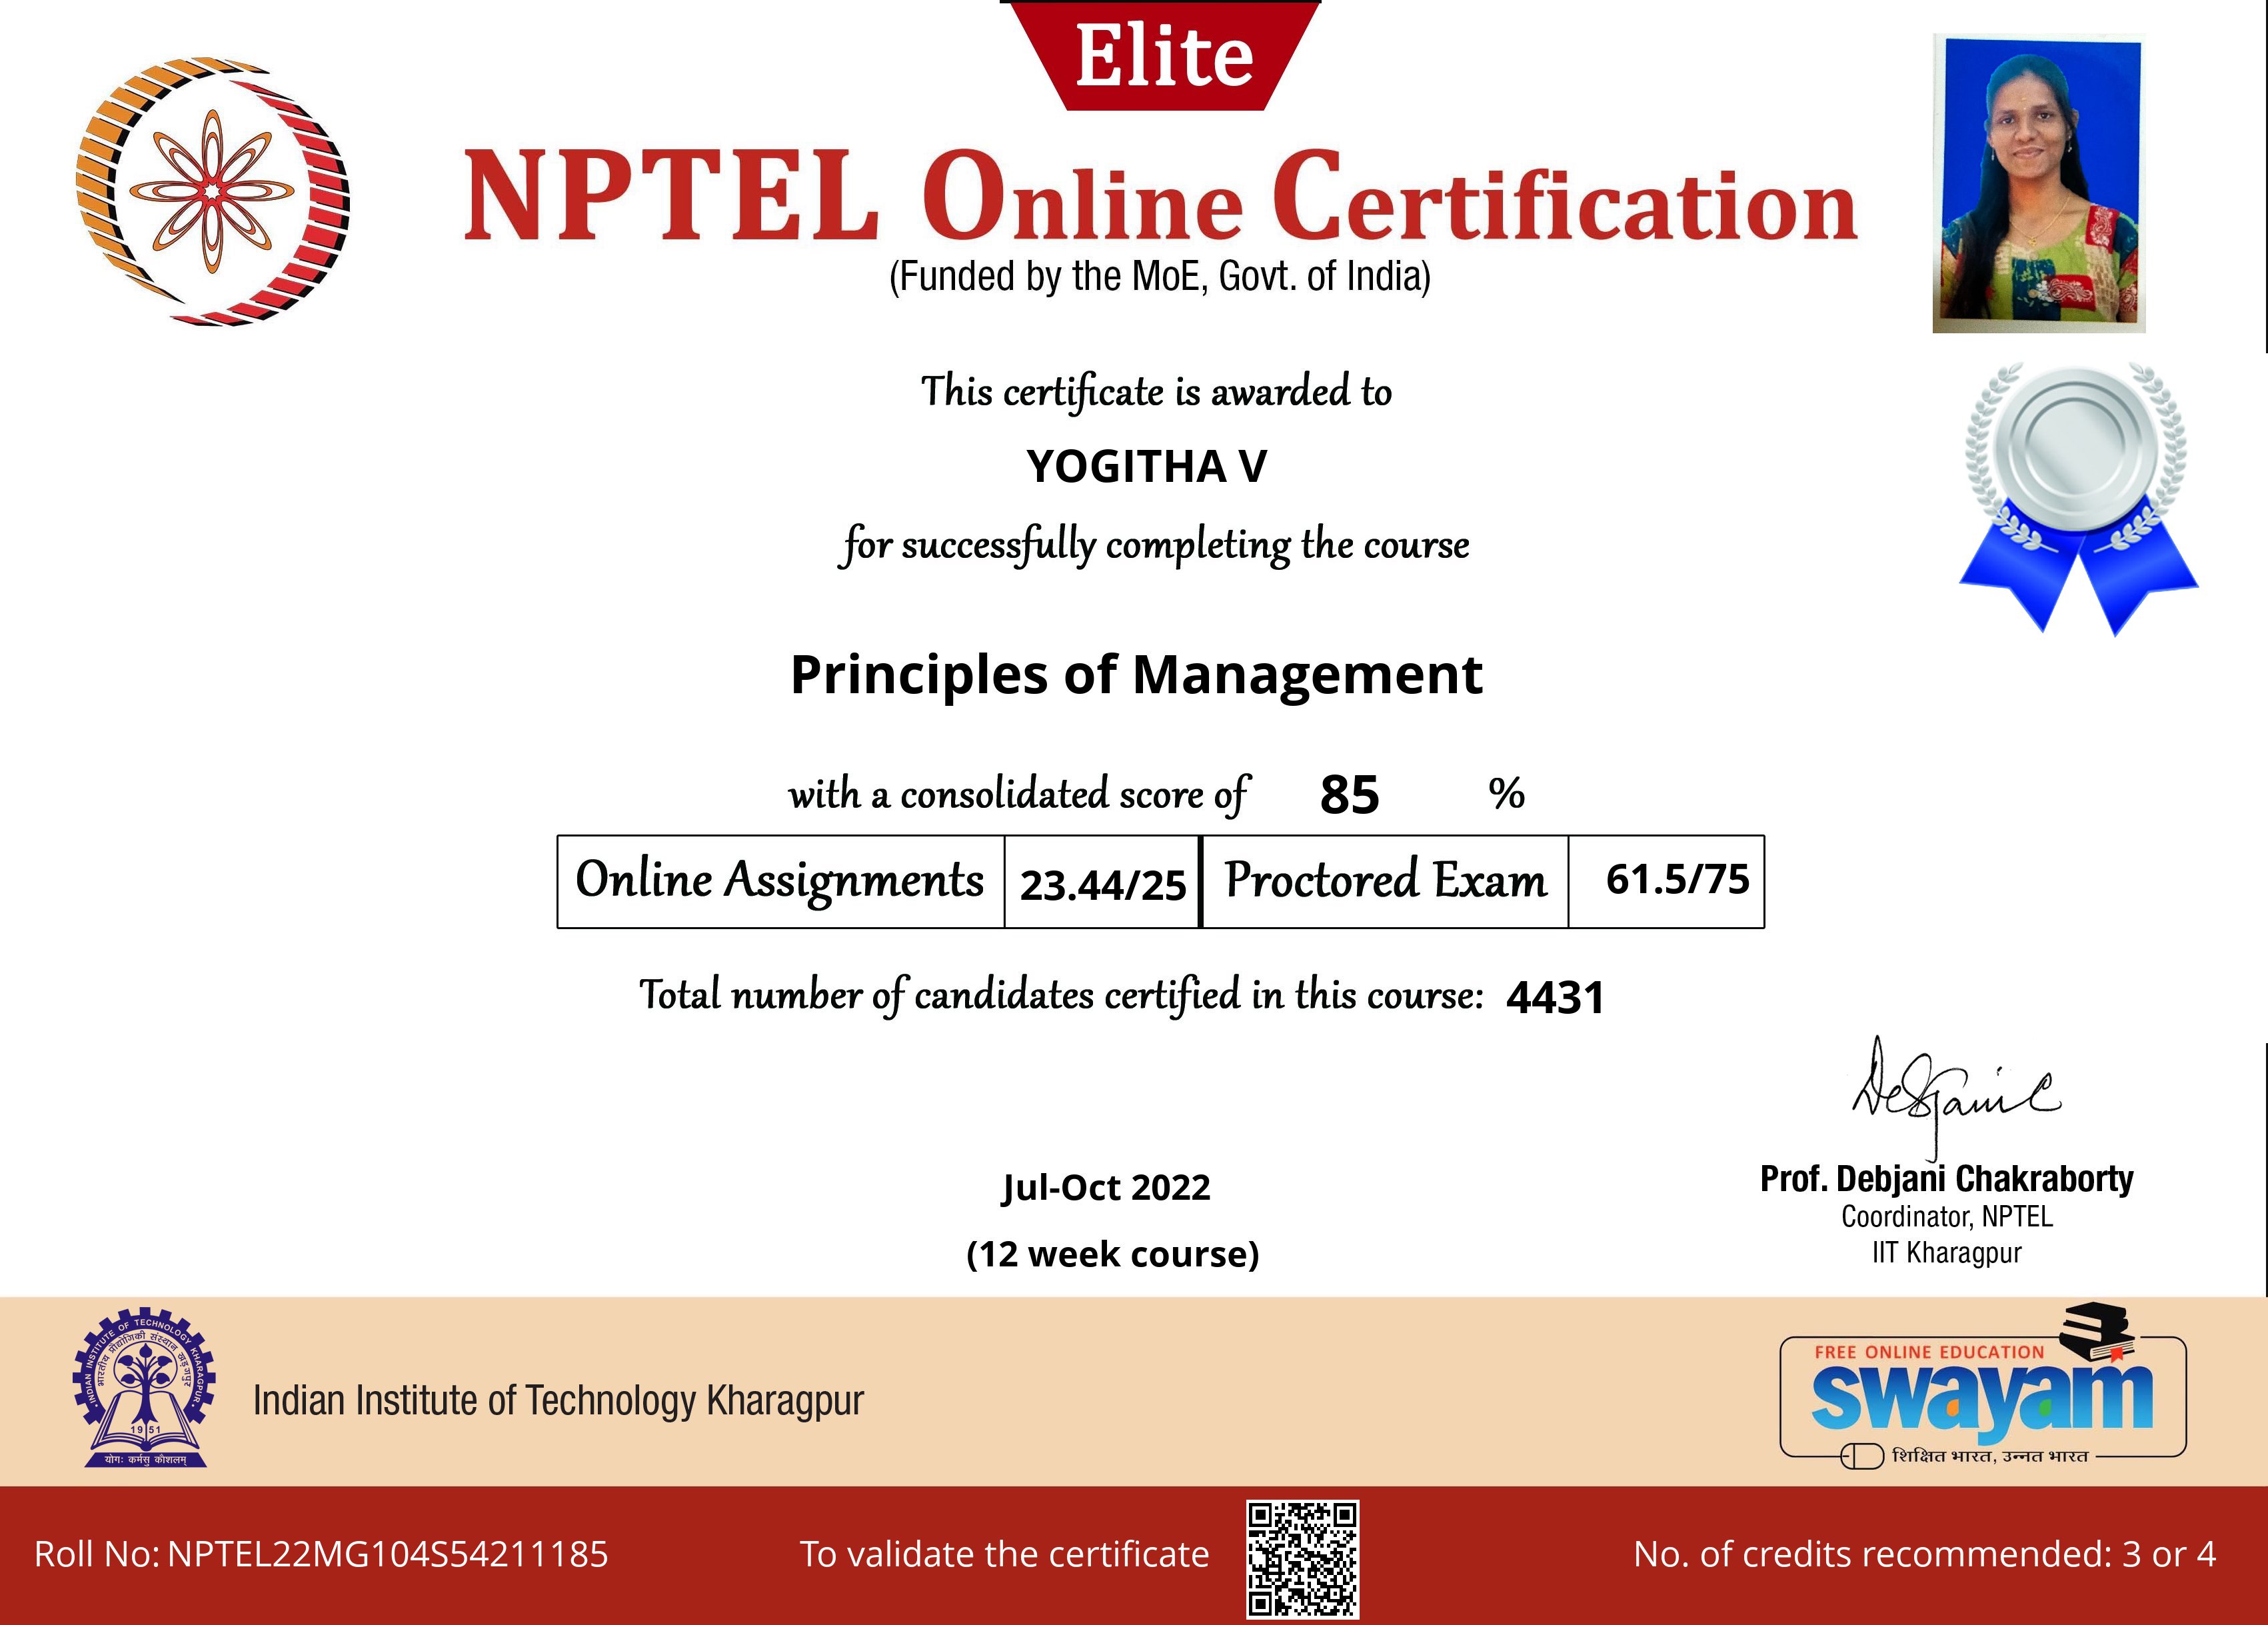 Elite
NPTEL Online Certification
(Funded by the MoE, Govt. of India)
This certificate is awarded to
YOGITHA V
for successfully completing the course
Principles of Management
with a consolidated score of 85 %
Online Assignments 23.44/25 Proctored Exam 61.5/75
Total number of candidates certified in this course: 4431
Debjani C
Prof. Debjani Chakraborty
Coordinator, NPTEL
IIT Kharagpur
Jul-Oct 2022
(12 week course)
INDIAN INSTITUTE OF TECHNOLOGY KHARAGPUR
भारतीय प्रौद्योगिकी संस्थान खड़गपुर
1951
योगः कर्मसु कौशलम्
Indian Institute of Technology Kharagpur
FREE ONLINE EDUCATION
swayam
शिक्षित भारत, उन्नत भारत
Roll No: NPTEL22MG104S54211185
To validate the certificate
No. of credits recommended: 3 or 4